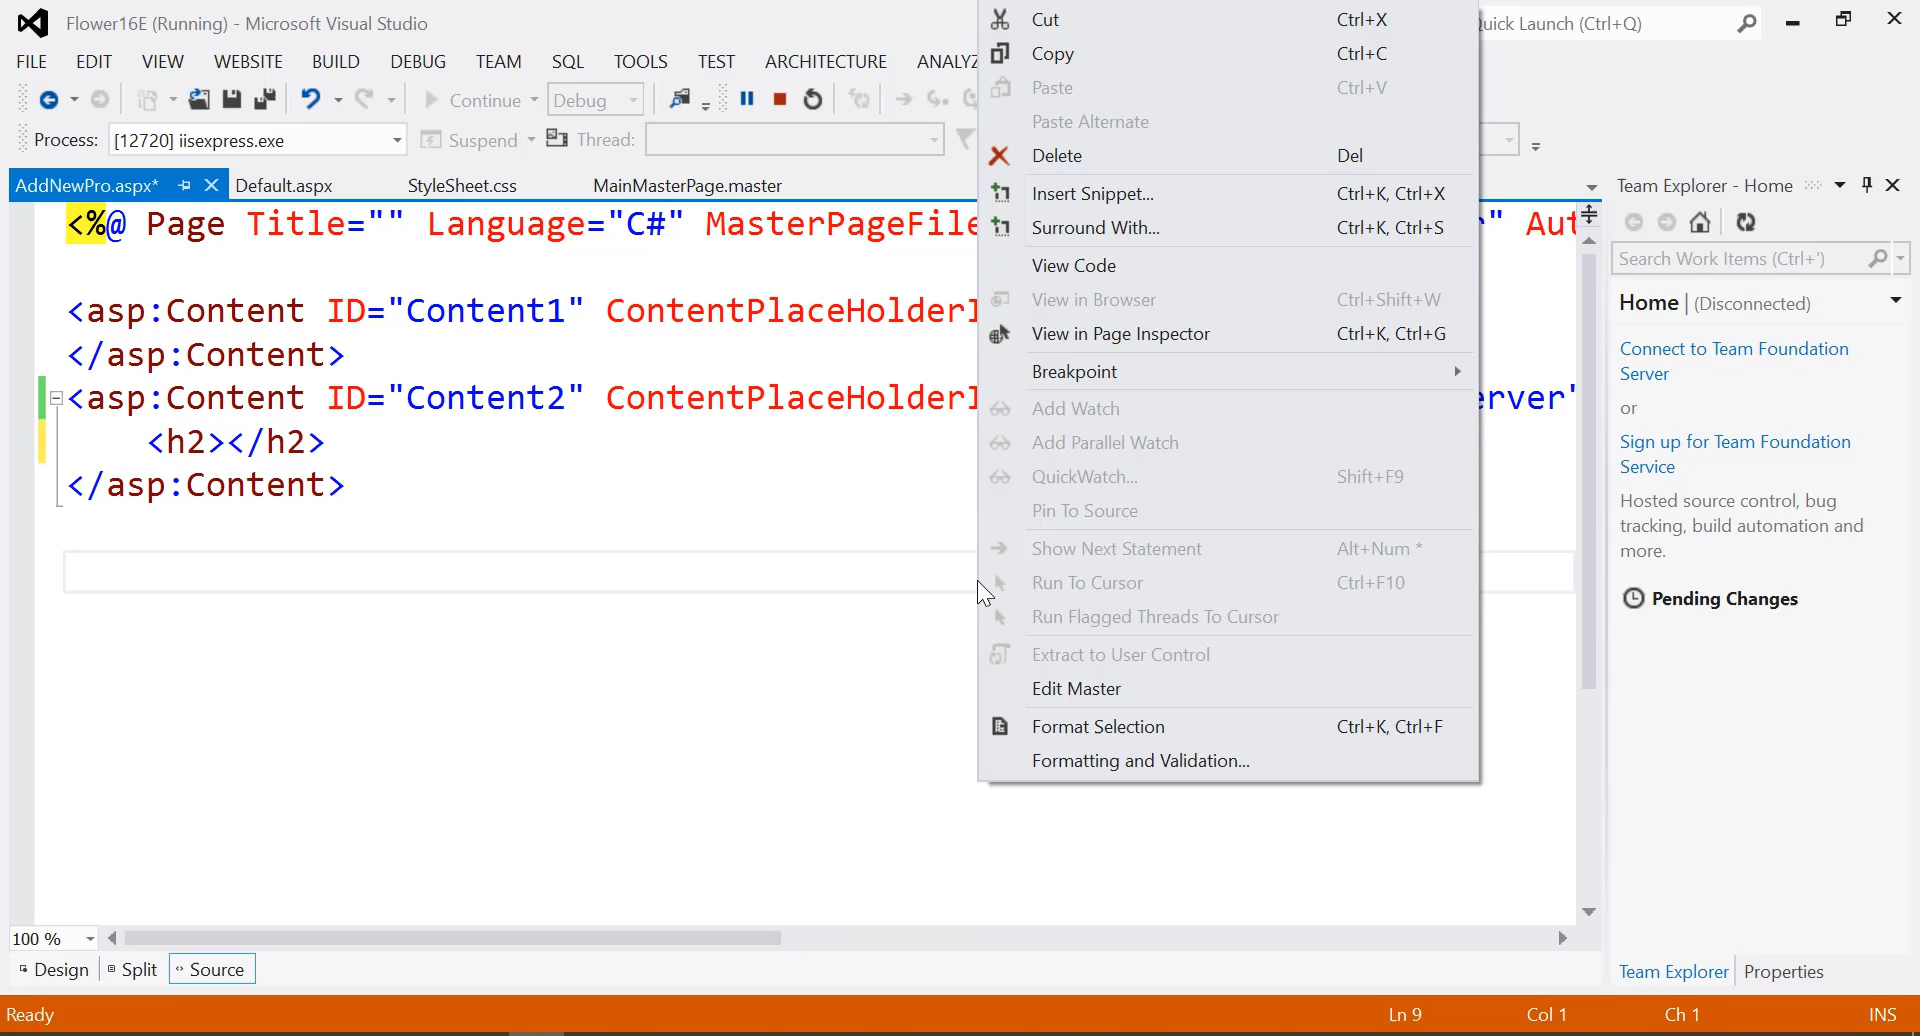 Flower16E (Running) - Microsoft Visual Studio
Quick Launch (Ctrl+Q)
FILE EDIT VIEW WEBSITE BUILD DEBUG TEAM SQL TOOLS TEST ARCHITECTURE ANALYZ
Continue Debug
Process: [12720] iisexpress.exe Suspend Thread:
AddNewPro.aspx* Default.aspx StyleSheet.css MainMasterPage.master
<%@ Page Title="" Language="C#" MasterPageFile " Aut
<asp:Content ID="Content1" ContentPlaceHolderI
</asp:Content>
<asp:Content ID="Content2" ContentPlaceHolderI erver"
<h2></h2>
</asp:Content>
Cut Ctrl+X
Copy Ctrl+C
Paste Ctrl+V
Paste Alternate
Delete Del
Insert Snippet... Ctrl+K, Ctrl+X
Surround With... Ctrl+K, Ctrl+S
View Code
View in Browser Ctrl+Shift+W
View in Page Inspector Ctrl+K, Ctrl+G
Breakpoint
Add Watch
Add Parallel Watch
QuickWatch... Shift+F9
Pin To Source
Show Next Statement Alt+Num *
Run To Cursor Ctrl+F10
Run Flagged Threads To Cursor
Extract to User Control
Edit Master
Format Selection Ctrl+K, Ctrl+F
Formatting and Validation...
Team Explorer - Home
Search Work Items (Ctrl+')
Home | (Disconnected)
Connect to Team Foundation
Server
or
Sign up for Team Foundation
Service
Hosted source control, bug
tracking, build automation and
more.
Pending Changes
100 %
Design Split Source
Team Explorer Properties
Ready Ln 9 Col 1 Ch 1 INS